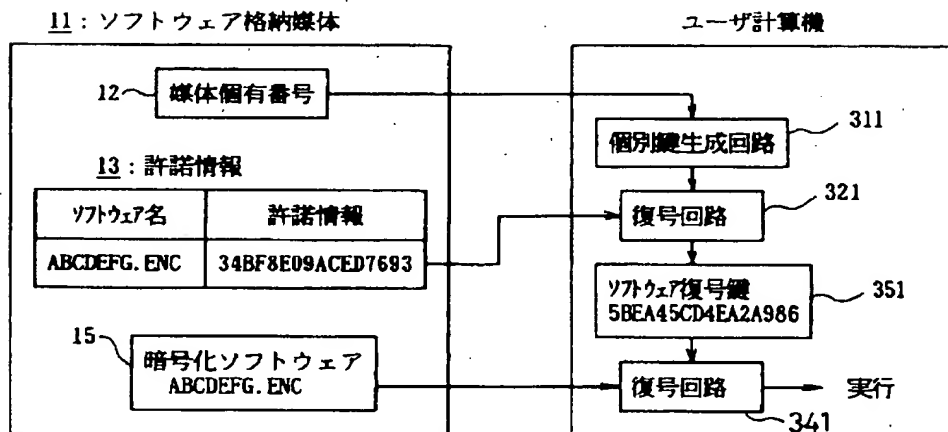 11：ソフトウェア格納媒体
ユーザ計算機
12
媒体個有番号
個別鍵生成回路
311
13：許諾情報
ソフトウェア名
許諾情報
ABCDEFG.ENC
34BF8E09ACED7693
復号回路
321
ソフトウェア復号鍵
5BEA45CD4EA2A986
351
15
暗号化ソフトウェア
ABCDEFG.ENC
復号回路
341
実行